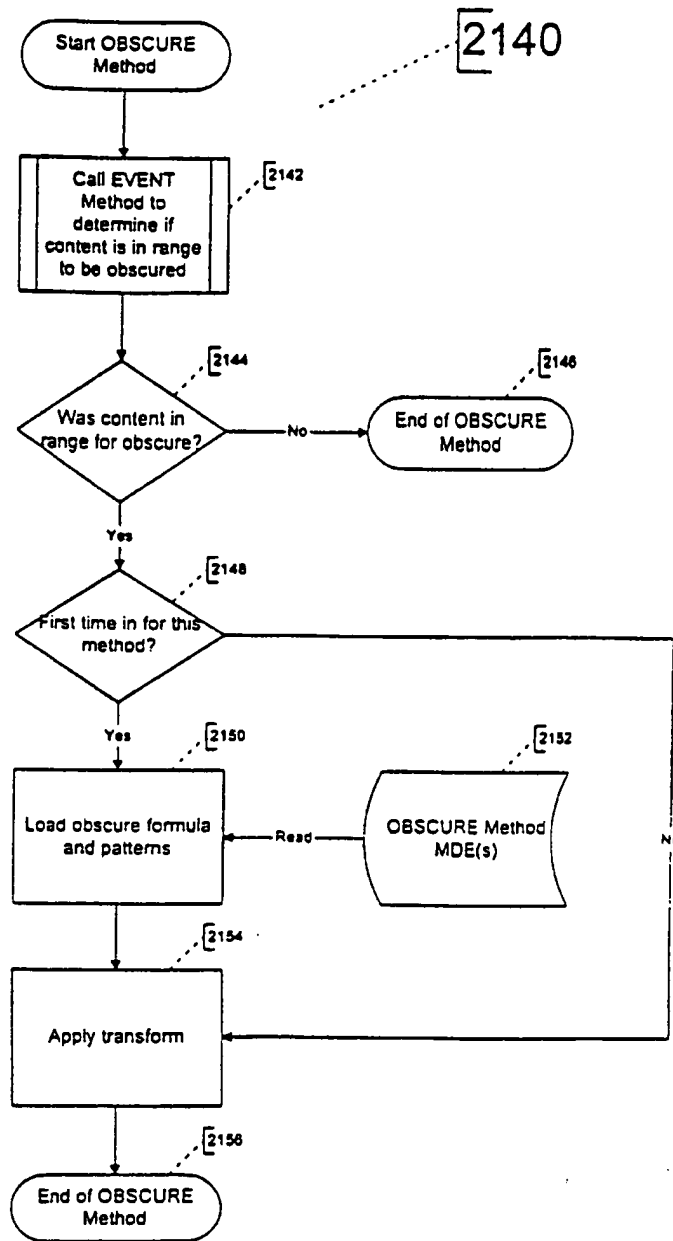 Start OBSCURE
Method
2140
Call EVENT
Method to
determine if
content is in range
to be obscured
2142
2144
Was content in
range for obscure?
No
2146
End of OBSCURE
Method
Yes
2148
First time in for this
method?
Yes
2150
Load obscure formula
and patterns
Read
2152
OBSCURE Method
MDE(s)
N
2154
Apply transform
2156
End of OBSCURE
Method